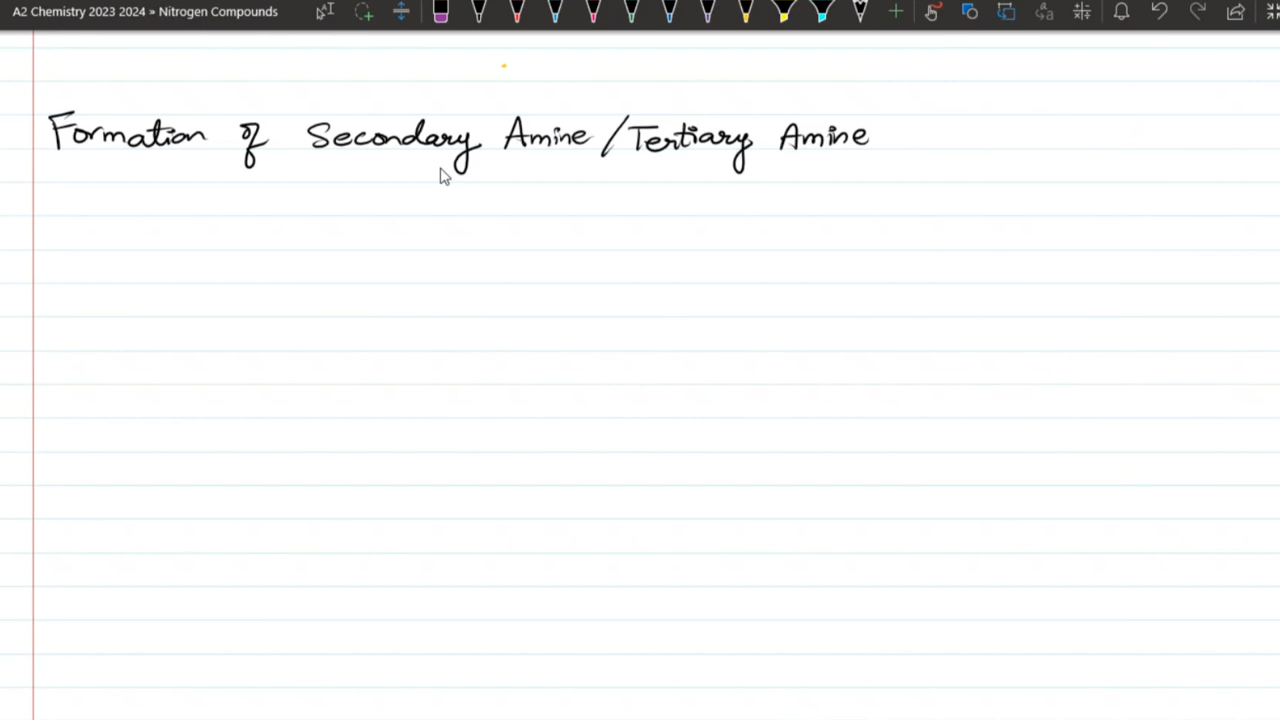 A2 Chemistry 2023 2024 » Nitrogen Compounds
Formation of Secondary Amine / Tertiary Amine